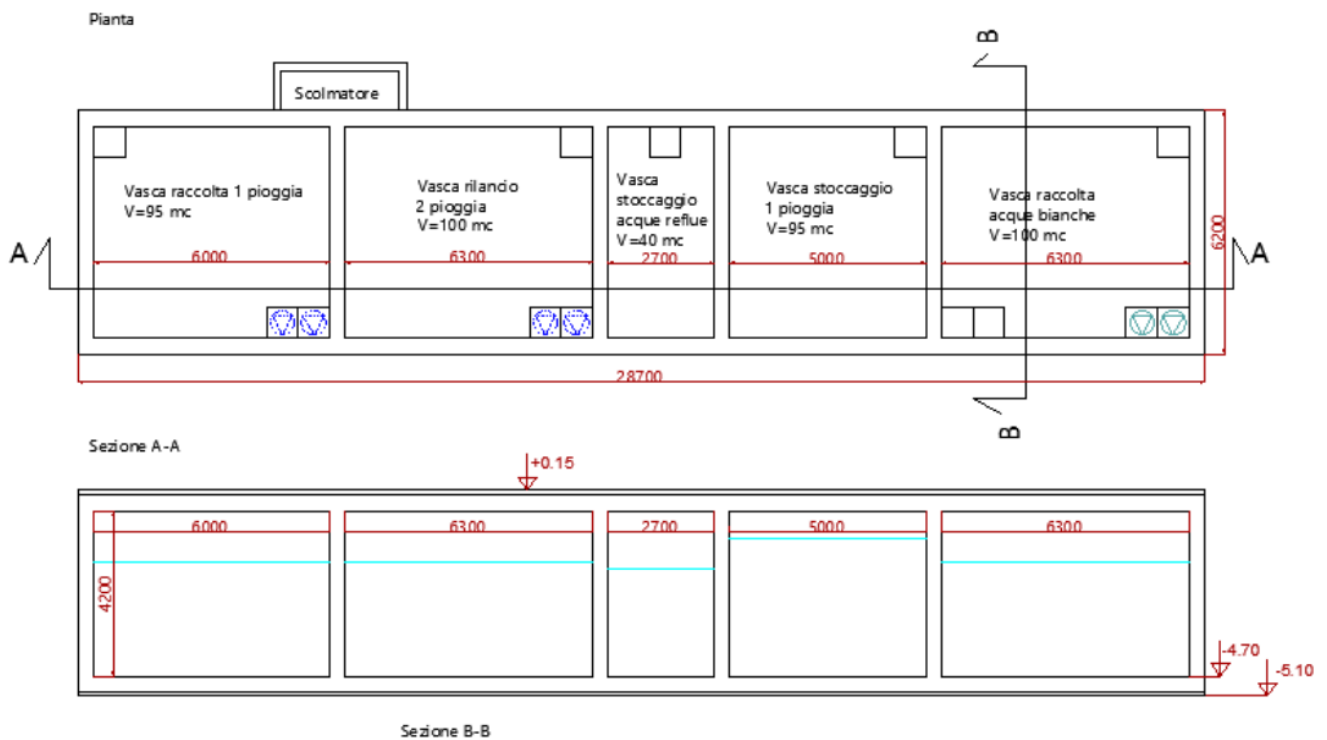 Pianta
B
Scolmatore
Vasca raccolta 1 pioggia
V=95 mc
Vasca rilancio
2 pioggia
V=100 mc
Vasca
stoccaggio
acque reflue
V=40 mc
Vasca stoccaggio
1 pioggia
V=95 mc
Vasca raccolta
acque bianche
V=100 mc
A
6000
6300
2700
5000
6300
6200
A
28700
B
Sezione A-A
+0.15
6000
6300
2700
5000
6300
4200
-4.70
-5.10
Sezione B-B